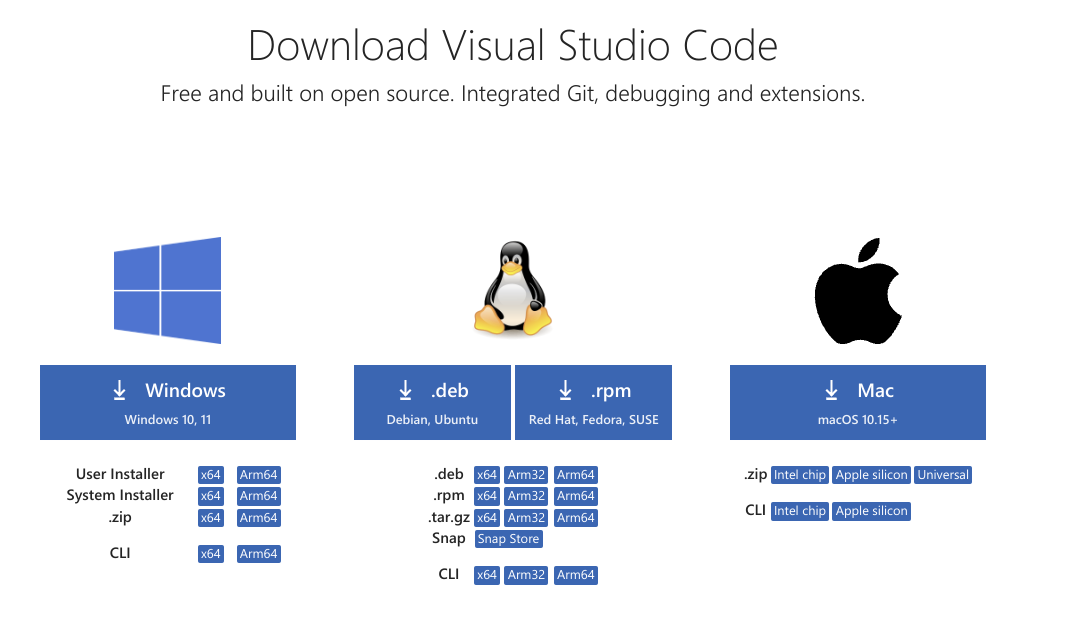 Download Visual Studio Code
Free and built on open source. Integrated Git, debugging and extensions.
Windows
Windows 10, 11
User Installer x64 Arm64
System Installer x64 Arm64
.zip x64 Arm64
CLI x64 Arm64
.deb
Debian, Ubuntu
.rpm
Red Hat, Fedora, SUSE
.deb x64 Arm32 Arm64
.rpm x64 Arm32 Arm64
.tar.gz x64 Arm32 Arm64
Snap Snap Store
CLI x64 Arm32 Arm64
Mac
macOS 10.15+
.zip Intel chip Apple silicon Universal
CLI Intel chip Apple silicon